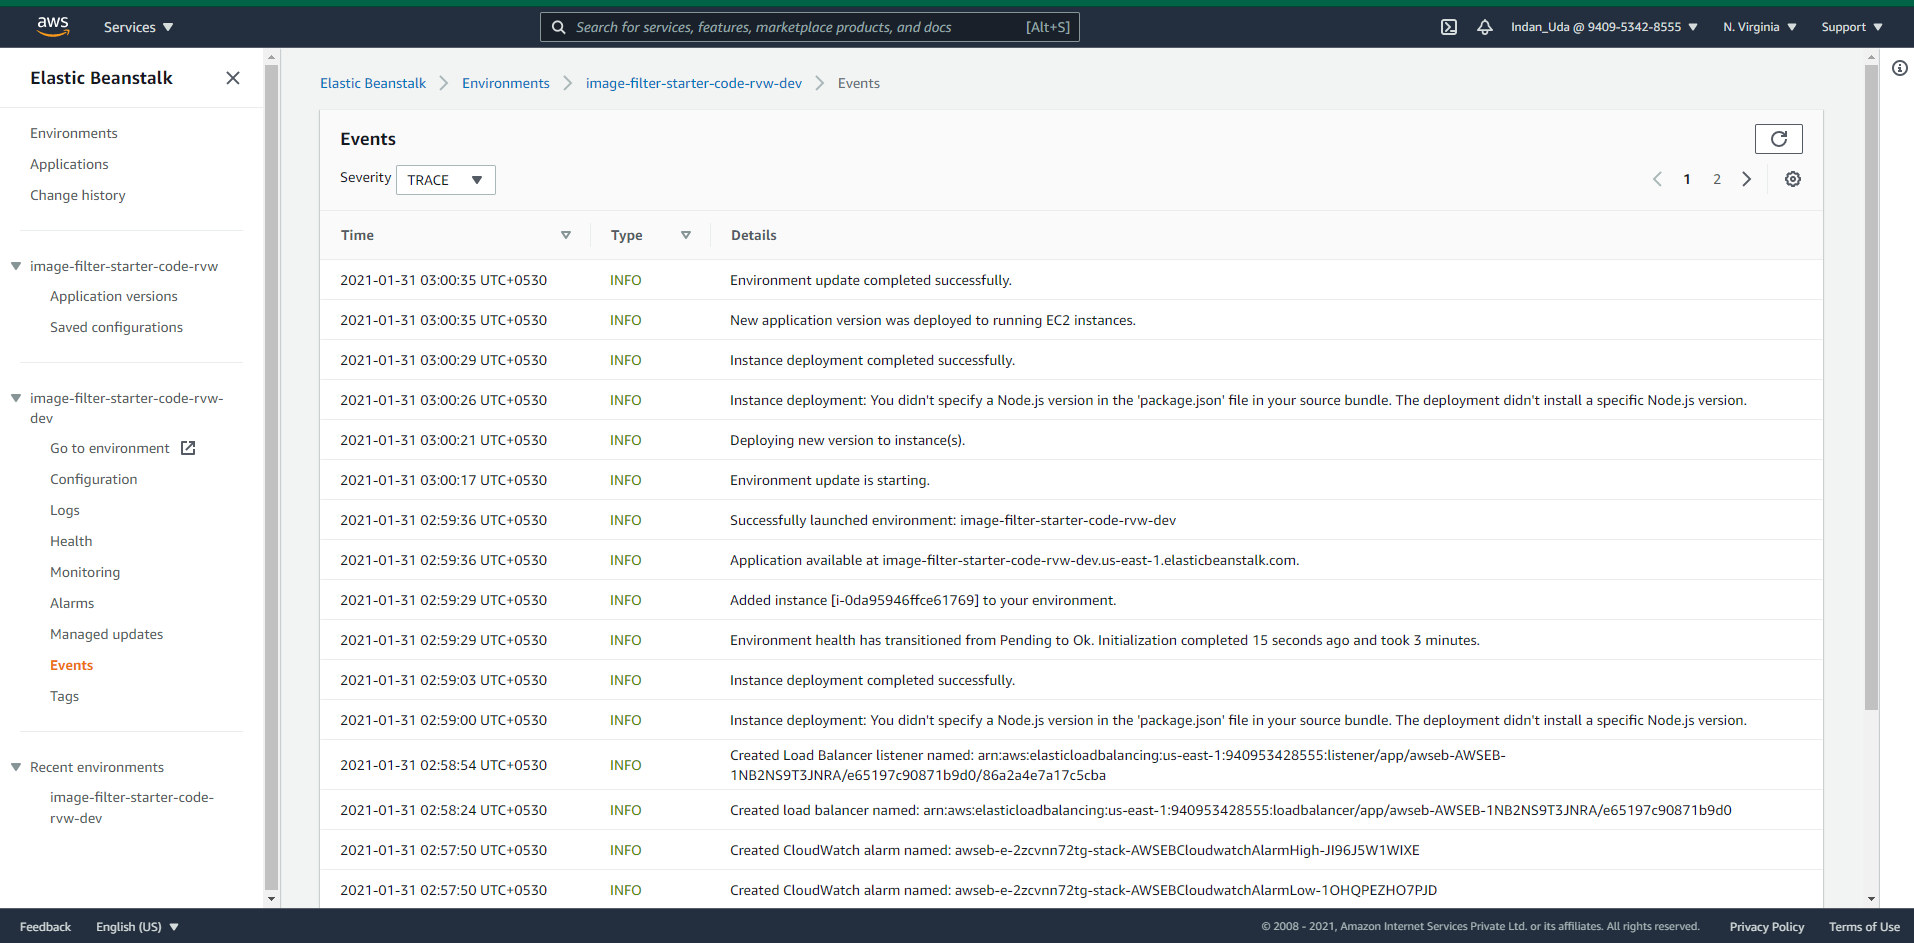 aws
Services
Search for services, features, marketplace products, and docs [Alt+S]
Indan_Uda @ 9409-5342-8555
N. Virginia
Support
Elastic Beanstalk
Environments
Applications
Change history
image-filter-starter-code-rvw
Application versions
Saved configurations
image-filter-starter-code-rvw-
dev
Go to environment
Configuration
Logs
Health
Monitoring
Alarms
Managed updates
Events
Tags
Recent environments
image-filter-starter-code-
rvw-dev
Elastic Beanstalk > Environments > image-filter-starter-code-rvw-dev > Events
Events
Severity TRACE
1 2
Time Type Details
2021-01-31 03:00:35 UTC+0530 INFO Environment update completed successfully.
2021-01-31 03:00:35 UTC+0530 INFO New application version was deployed to running EC2 instances.
2021-01-31 03:00:29 UTC+0530 INFO Instance deployment completed successfully.
2021-01-31 03:00:26 UTC+0530 INFO Instance deployment: You didn't specify a Node.js version in the 'package.json' file in your source bundle. The deployment didn't install a specific Node.js version.
2021-01-31 03:00:21 UTC+0530 INFO Deploying new version to instance(s).
2021-01-31 03:00:17 UTC+0530 INFO Environment update is starting.
2021-01-31 02:59:36 UTC+0530 INFO Successfully launched environment: image-filter-starter-code-rvw-dev
2021-01-31 02:59:36 UTC+0530 INFO Application available at image-filter-starter-code-rvw-dev.us-east-1.elasticbeanstalk.com.
2021-01-31 02:59:29 UTC+0530 INFO Added instance [i-0da95946ffce61769] to your environment.
2021-01-31 02:59:29 UTC+0530 INFO Environment health has transitioned from Pending to Ok. Initialization completed 15 seconds ago and took 3 minutes.
2021-01-31 02:59:03 UTC+0530 INFO Instance deployment completed successfully.
2021-01-31 02:59:00 UTC+0530 INFO Instance deployment: You didn't specify a Node.js version in the 'package.json' file in your source bundle. The deployment didn't install a specific Node.js version.
2021-01-31 02:58:54 UTC+0530 INFO Created Load Balancer listener named: arn:aws:elasticloadbalancing:us-east-1:940953428555:listener/app/awseb-AWSEB-
1NB2NS9T3JNRA/e65197c90871b9d0/86a2a4e7a17c5cba
2021-01-31 02:58:24 UTC+0530 INFO Created load balancer named: arn:aws:elasticloadbalancing:us-east-1:940953428555:loadbalancer/app/awseb-AWSEB-1NB2NS9T3JNRA/e65197c90871b9d0
2021-01-31 02:57:50 UTC+0530 INFO Created CloudWatch alarm named: awseb-e-2zcvnn72tg-stack-AWSEBCloudwatchAlarmHigh-JI96J5W1WIXE
2021-01-31 02:57:50 UTC+0530 INFO Created CloudWatch alarm named: awseb-e-2zcvnn72tg-stack-AWSEBCloudwatchAlarmLow-1OHQPEZHO7PJD
Feedback
English (US)
© 2008 - 2021, Amazon Internet Services Private Ltd. or its affiliates. All rights reserved.
Privacy Policy
Terms of Use